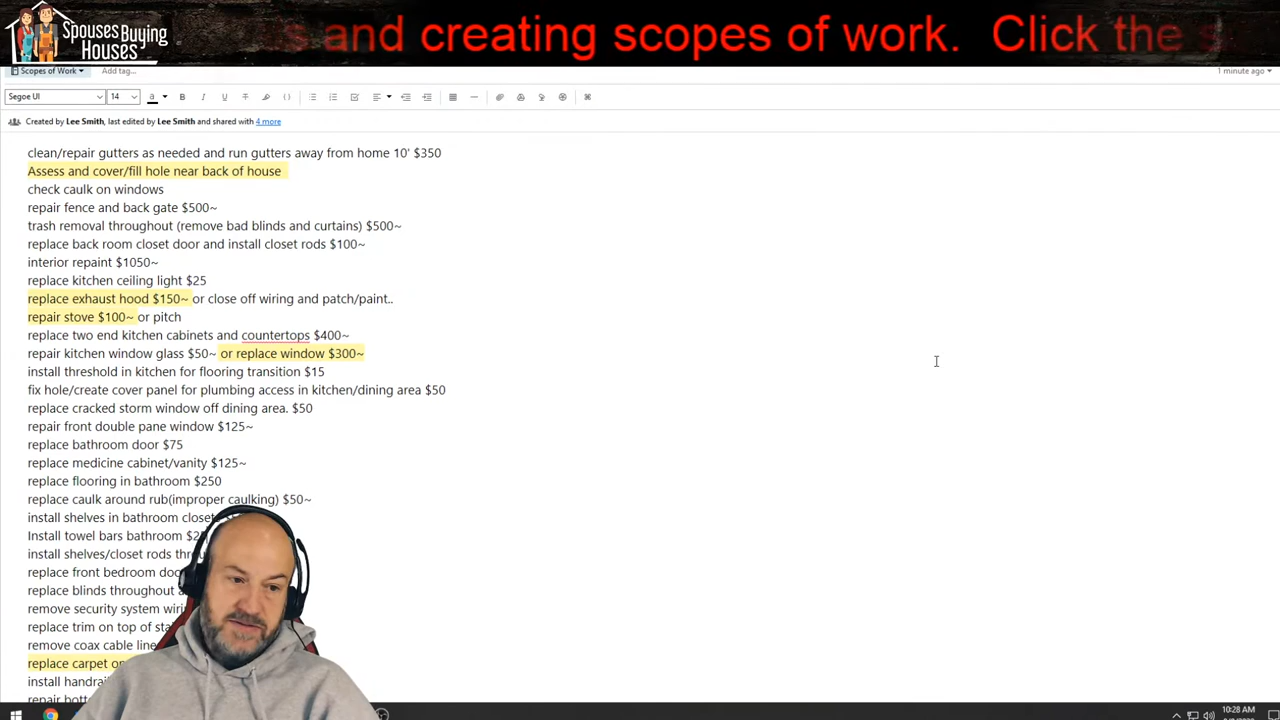 Spouses Buying Houses
and creating scopes of work. Click the
Scopes of Work Add tag... 1 minute ago
Segoe UI 14 a B I U T
Created by Lee Smith, last edited by Lee Smith and shared with 4 more
clean/repair gutters as needed and run gutters away from home 10' $350
Assess and cover/fill hole near back of house
check caulk on windows
repair fence and back gate $500~
trash removal throughout (remove bad blinds and curtains) $500~
replace back room closet door and install closet rods $100~
interior repaint $1050~
replace kitchen ceiling light $25
replace exhaust hood $150~ or close off wiring and patch/paint..
repair stove $100~ or pitch
replace two end kitchen cabinets and countertops $400~
repair kitchen window glass $50~ or replace window $300~
install threshold in kitchen for flooring transition $15
fix hole/create cover panel for plumbing access in kitchen/dining area $50
replace cracked storm window off dining area. $50
repair front double pane window $125~
replace bathroom door $75
replace medicine cabinet/vanity $125~
replace flooring in bathroom $250
replace caulk around rub(improper caulking) $50~
install shelves in bathroom closets
Install towel bars bathroom
install shelves/closet rods
replace front bedroom
replace blinds throughout
remove security system
replace trim on top of
remove coax cable
replace carpet
install
repair
10:28 AM